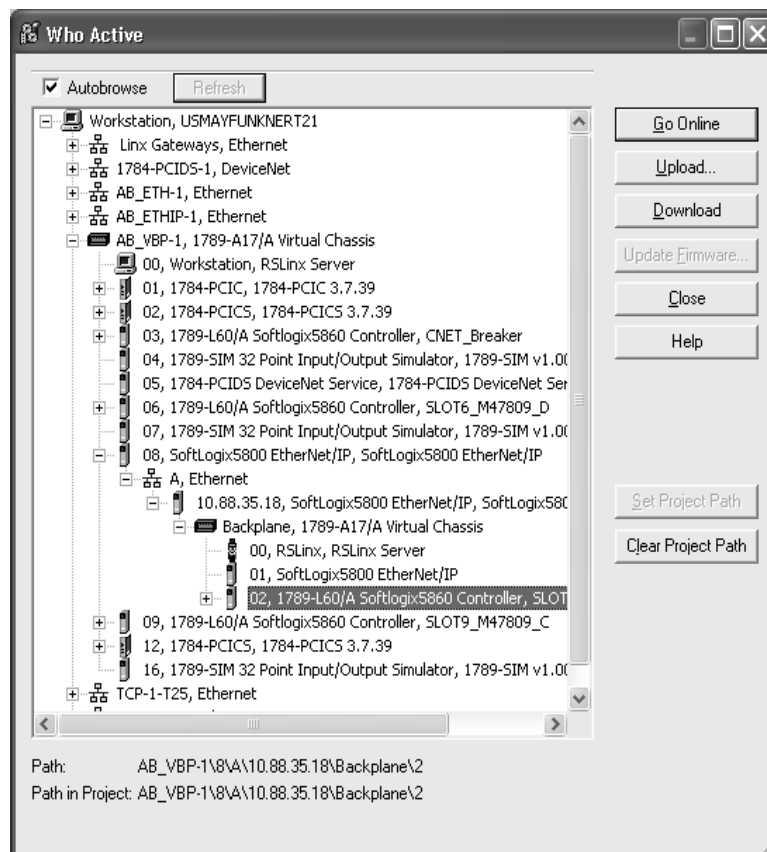 Who Active
Autobrowse
Refresh
Workstation, USMAYFUNKNERT21
Linx Gateways, Ethernet
1784-PCIDS-1, DeviceNet
AB_ETH-1, Ethernet
AB_ETHIP-1, Ethernet
AB_VBP-1, 1789-A17/A Virtual Chassis
00, Workstation, RSLinx Server
01, 1784-PCIC, 1784-PCIC 3.7.39
02, 1784-PCICS, 1784-PCICS 3.7.39
03, 1789-L60/A Softlogix5860 Controller, CNET_Breaker
04, 1789-SIM 32 Point Input/Output Simulator, 1789-SIM v1.00
05, 1784-PCIDS DeviceNet Service, 1784-PCIDS DeviceNet Ser
06, 1789-L60/A Softlogix5860 Controller, SLOT6_M47809_D
07, 1789-SIM 32 Point Input/Output Simulator, 1789-SIM v1.00
08, SoftLogix5800 EtherNet/IP, SoftLogix5800 EtherNet/IP
A, Ethernet
10.88.35.18, SoftLogix5800 EtherNet/IP, SoftLogix580
Backplane, 1789-A17/A Virtual Chassis
00, RSLinx, RSLinx Server
01, SoftLogix5800 EtherNet/IP
02, 1789-L60/A Softlogix5860 Controller, SLOT
09, 1789-L60/A Softlogix5860 Controller, SLOT9_M47809_C
12, 1784-PCICS, 1784-PCICS 3.7.39
16, 1789-SIM 32 Point Input/Output Simulator, 1789-SIM v1.00
TCP-1-T25, Ethernet
Go Online
Upload...
Download
Update Firmware...
Close
Help
Set Project Path
Clear Project Path
Path: AB_VBP-1\8\A\10.88.35.18\Backplane\2
Path in Project: AB_VBP-1\8\A\10.88.35.18\Backplane\2